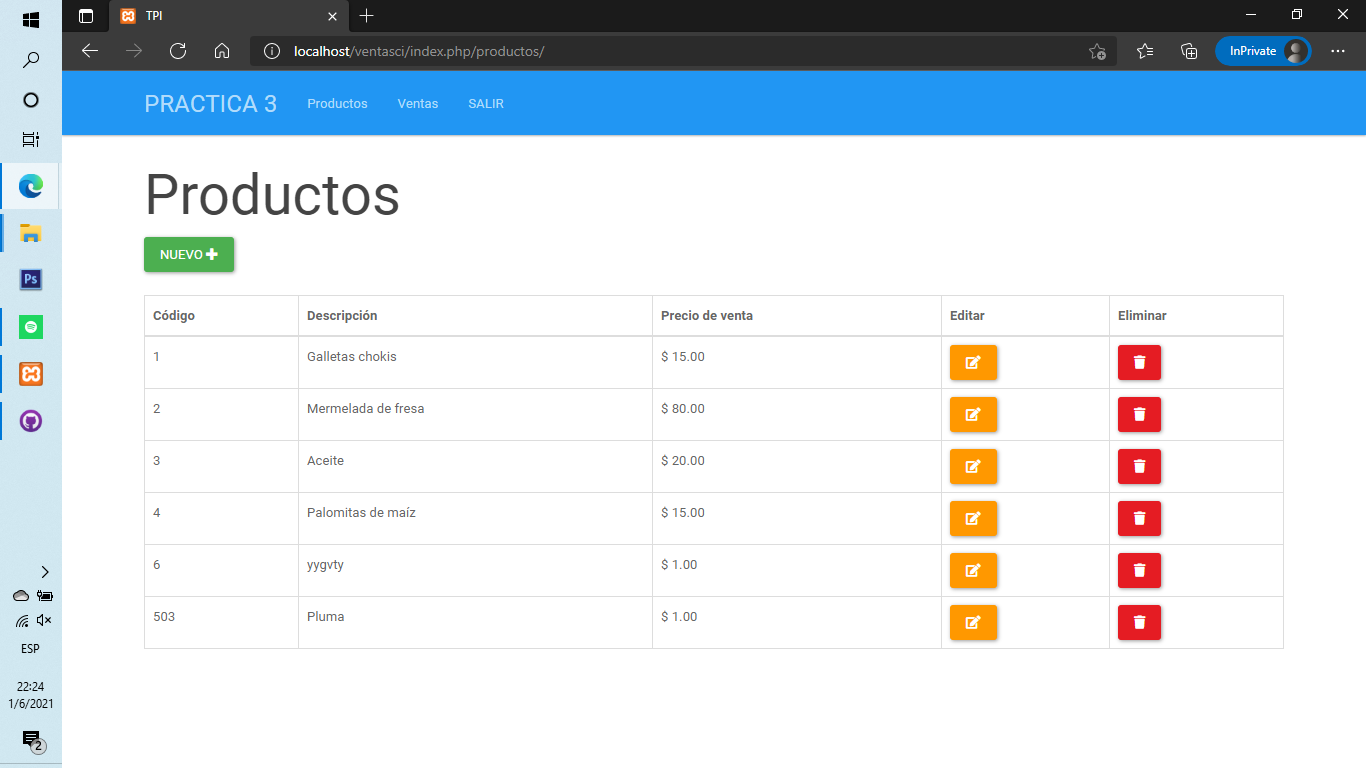 TPI
localhost/ventasci/index.php/productos/
InPrivate
PRACTICA 3 Productos Ventas SALIR
Productos
NUEVO
Código Descripción Precio de venta Editar Eliminar
1 Galletas chokis $ 15.00
2 Mermelada de fresa $ 80.00
3 Aceite $ 20.00
4 Palomitas de maíz $ 15.00
6 yygvty $ 1.00
503 Pluma $ 1.00
Ps
ESP
22:24
1/6/2021
2